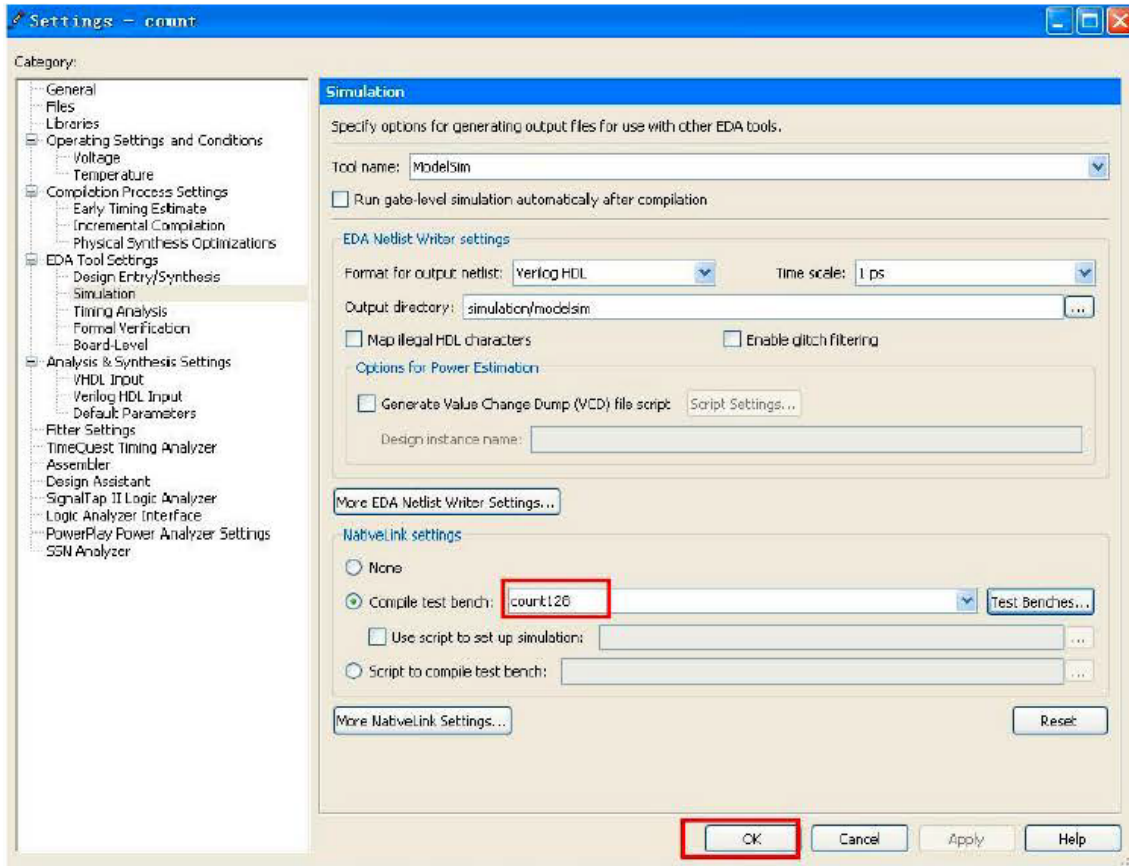 Settings - count
Category:
General
Files
Libraries
Operating Settings and Conditions
Voltage
Temperature
Compilation Process Settings
Early Timing Estimate
Incremental Compilation
Physical Synthesis Optimizations
EDA Tool Settings
Design Entry/Synthesis
Simulation
Timing Analysis
Formal Verification
Board-Level
Analysis & Synthesis Settings
VHDL Input
Verilog HDL Input
Default Parameters
Fitter Settings
TimeQuest Timing Analyzer
Assembler
Design Assistant
SignalTap II Logic Analyzer
Logic Analyzer Interface
PowerPlay Power Analyzer Settings
SSN Analyzer
Simulation
Specify options for generating output files for use with other EDA tools.
Tool name: ModelSim
Run gate-level simulation automatically after compilation
EDA Netlist Writer settings
Format for output netlist: Verilog HDL Time scale: 1 ps
Output directory: simulation/modelsim ...
Map illegal HDL characters Enable glitch filtering
Options for Power Estimation
Generate Value Change Dump (VCD) file script Script Settings...
Design instance name:
More EDA Netlist Writer Settings...
NativeLink settings
None
Compile test bench: count128 Test Benches...
Use script to set up simulation: ...
Script to compile test bench: ...
More NativeLink Settings... Reset
OK Cancel Apply Help